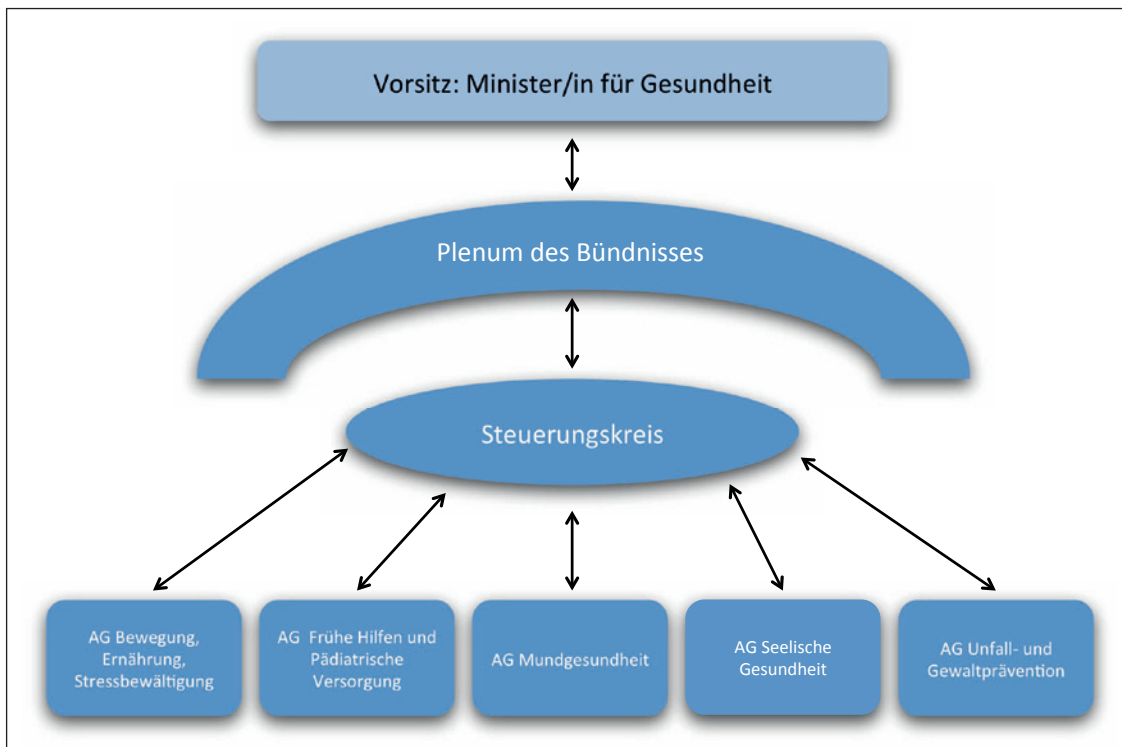 Vorsitz: Minister/in für Gesundheit
Plenum des Bündnisses
Steuerungskreis
AG Bewegung,
Ernährung,
Stressbewältigung
AG Frühe Hilfen und
Pädiatrische
Versorgung
AG Mundgesundheit
AG Seelische
Gesundheit
AG Unfall- und
Gewaltprävention